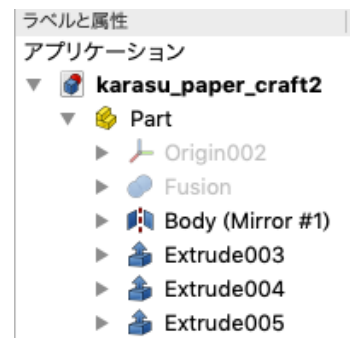 ラベルと属性
アプリケーション
karasu_paper_craft2
Part
Origin002
Fusion
Body (Mirror #1)
Extrude003
Extrude004
Extrude005